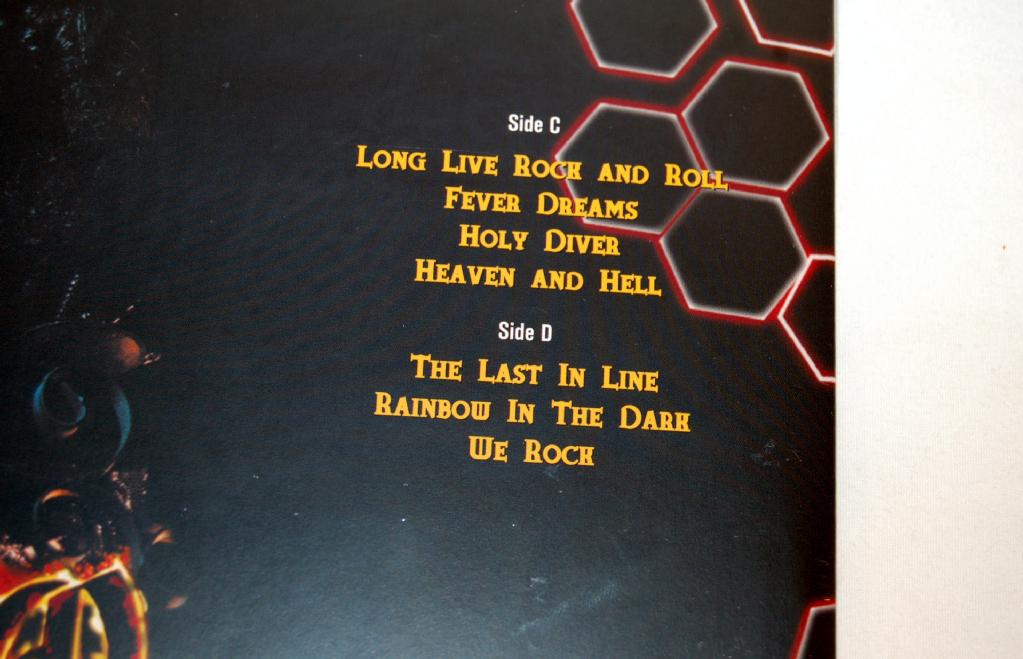 Side C
Long Live Rock and Roll
Fever Dreams
Holy Diver
Heaven and Hell
Side D
The Last In Line
Rainbow In The Dark
We Rock